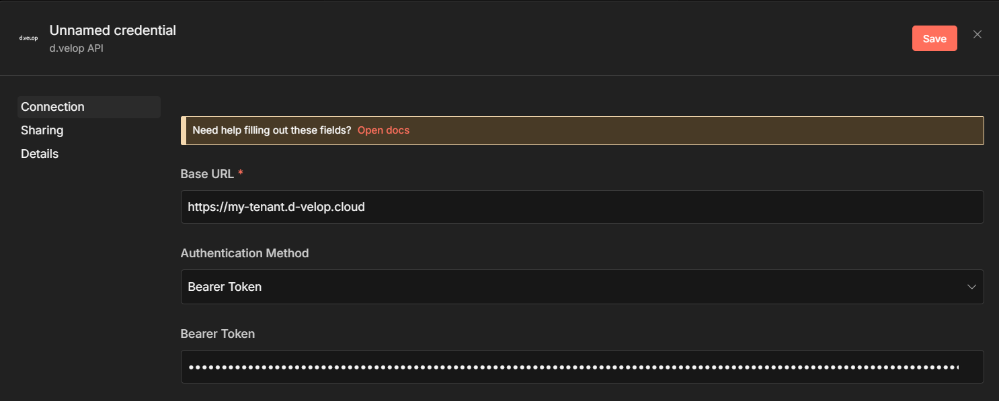 d.velop
Unnamed credential
d.velop API
Save
Connection
Sharing
Details
Need help filling out these fields? Open docs
Base URL *
https://my-tenant.d-velop.cloud
Authentication Method
Bearer Token
Bearer Token